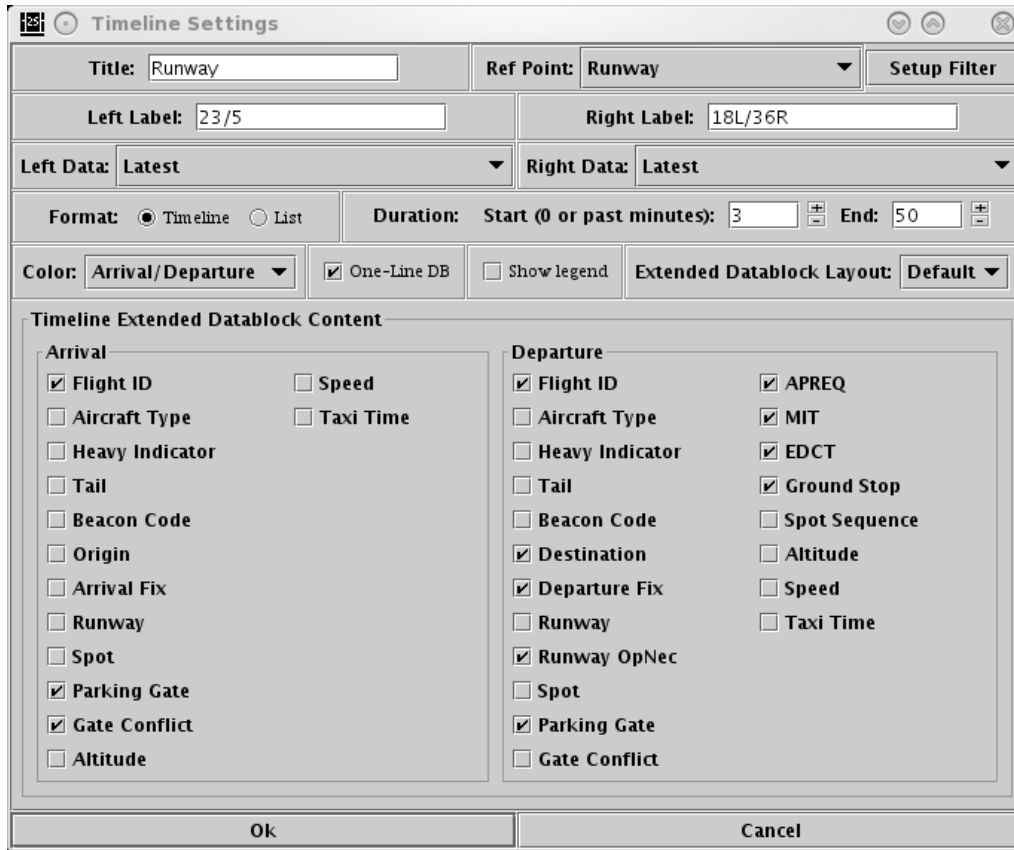 25 Timeline Settings
Title: Runway Ref Point: Runway Setup Filter
Left Label: 23/5 Right Label: 18L/36R
Left Data: Latest Right Data: Latest
Format: Timeline List Duration: Start (0 or past minutes): 3 + - End: 50 + -
Color: Arrival/Departure One-Line DB Show legend Extended Datablock Layout: Default
Timeline Extended Datablock Content
Arrival
Flight ID Speed
Aircraft Type Taxi Time
Heavy Indicator
Tail
Beacon Code
Origin
Arrival Fix
Runway
Spot
Parking Gate
Gate Conflict
Altitude
Departure
Flight ID APREQ
Aircraft Type MIT
Heavy Indicator EDCT
Tail Ground Stop
Beacon Code Spot Sequence
Destination Altitude
Departure Fix Speed
Runway Taxi Time
Runway OpNec
Spot
Parking Gate
Gate Conflict
Ok Cancel